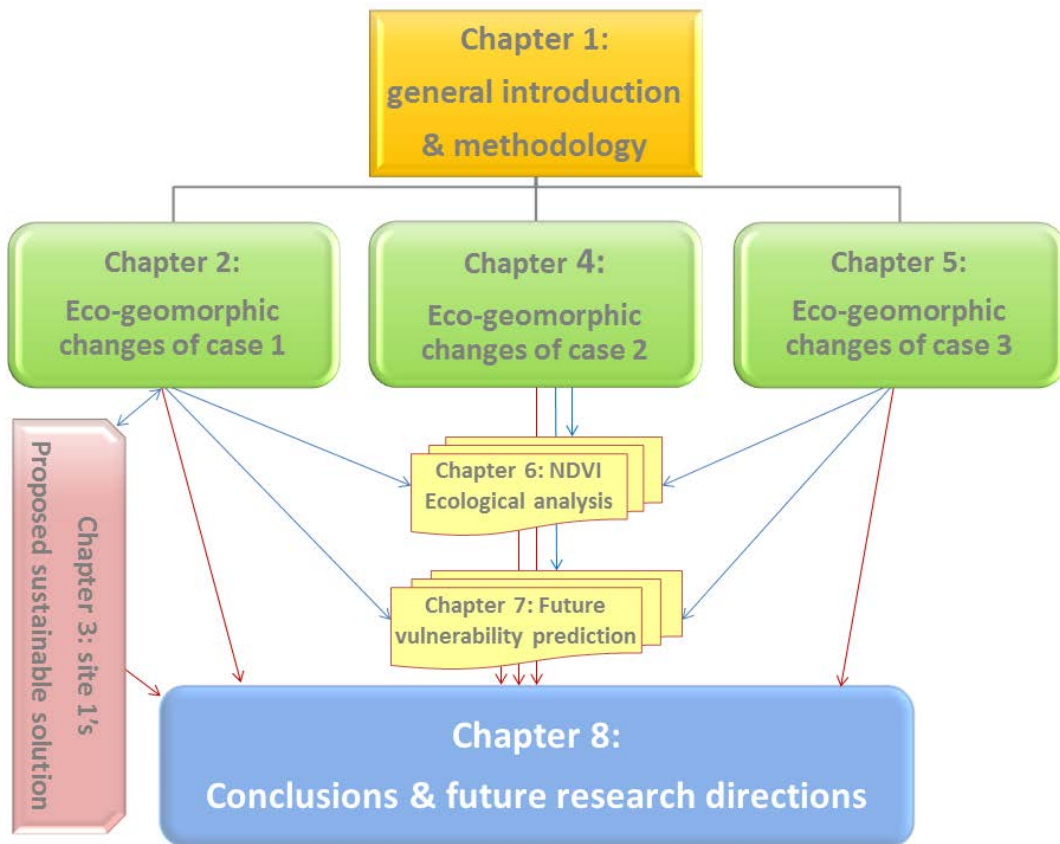 Chapter 1:
general introduction
& methodology
Chapter 2:
Eco-geomorphic
changes of case 1
Chapter 4:
Eco-geomorphic
changes of case 2
Chapter 5:
Eco-geomorphic
changes of case 3
Chapter 3: site 1's
Proposed sustainable solution
Chapter 6: NDVI
Ecological analysis
Chapter 7: Future
vulnerability prediction
Chapter 8:
Conclusions & future research directions